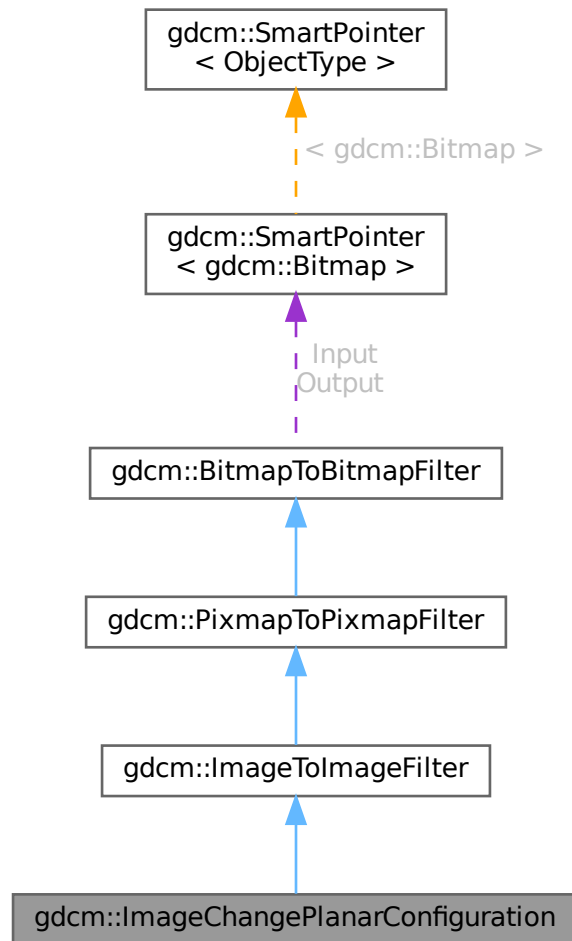 gdcm::SmartPointer
< ObjectType >
< gdcm::Bitmap >
gdcm::SmartPointer
< gdcm::Bitmap >
Input
Output
gdcm::BitmapToBitmapFilter
gdcm::PixmapToPixmapFilter
gdcm::ImageToImageFilter
gdcm::ImageChangePlanarConfiguration